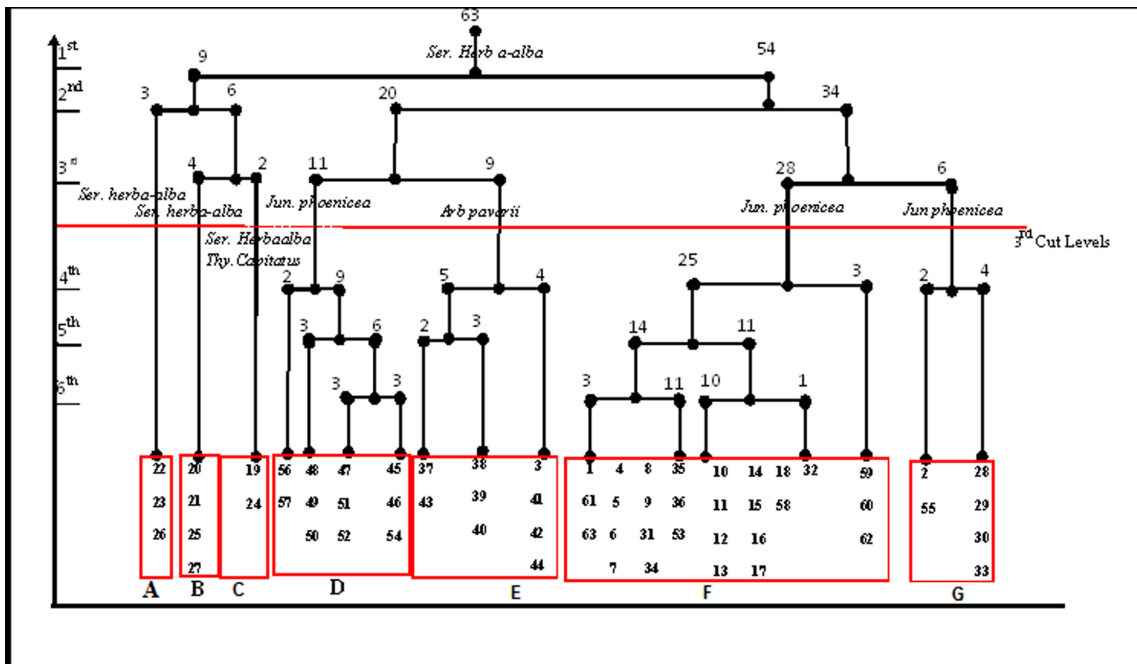 63
1st
Ser. Herb a-alba
9
54
2nd
3
6
20
34
3rd
4
2
11
9
28
6
Ser. herba-alba
Ser. herba-alba
Jun. phoenicea
Arb pavarii
Jun. phoenicea
Jun phoenicea
Ser. Herbaalba
3rd Cut Levels
Thy. Capitatus
4th
2
9
5
4
25
3
2
4
5th
3
6
2
3
14
11
6th
3
3
3
11
10
1
22 20 19 56 48 47 45 37 38 3 1 4 8 35 10 14 18 32 59 2 28
23 21 24 57 49 51 46 43 39 41 61 5 9 36 11 15 58 60 55 29
26 25 50 52 54 40 42 63 6 31 53 12 16 62 30
27 44 7 34 13 17 33
A B C D E F G